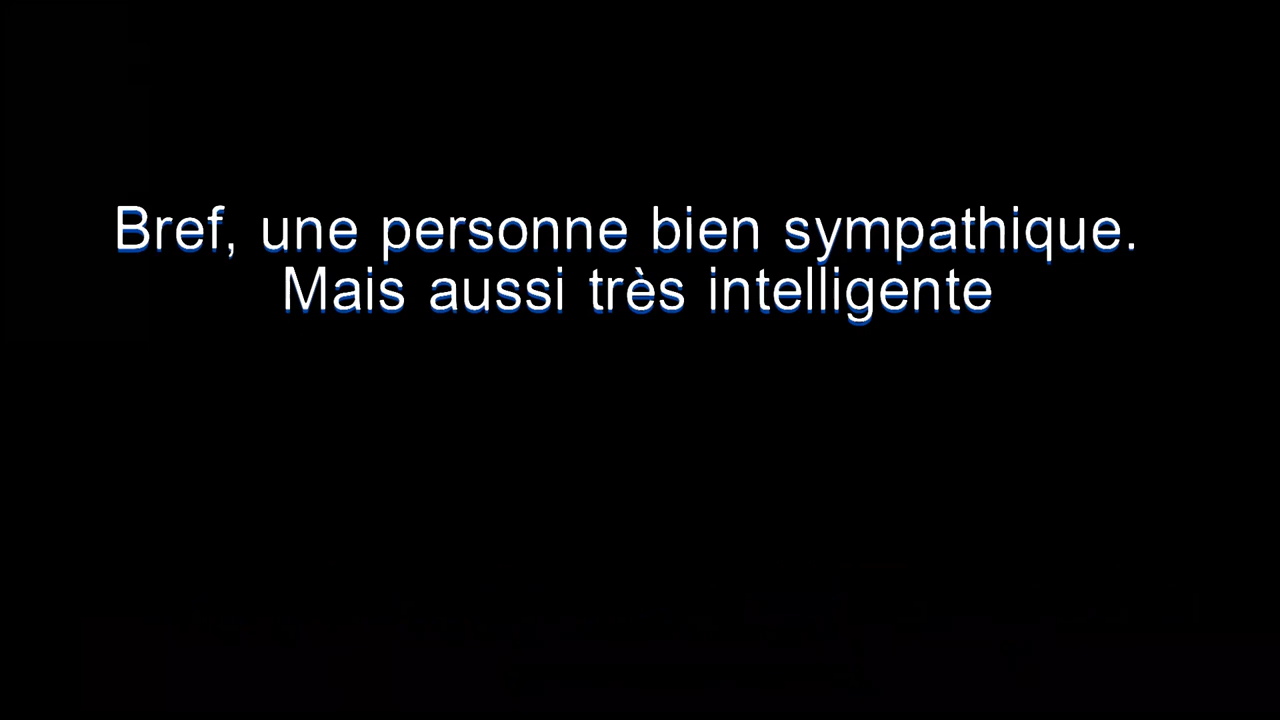 Bref, une personne bien sympathique.
Mais aussi très intelligente